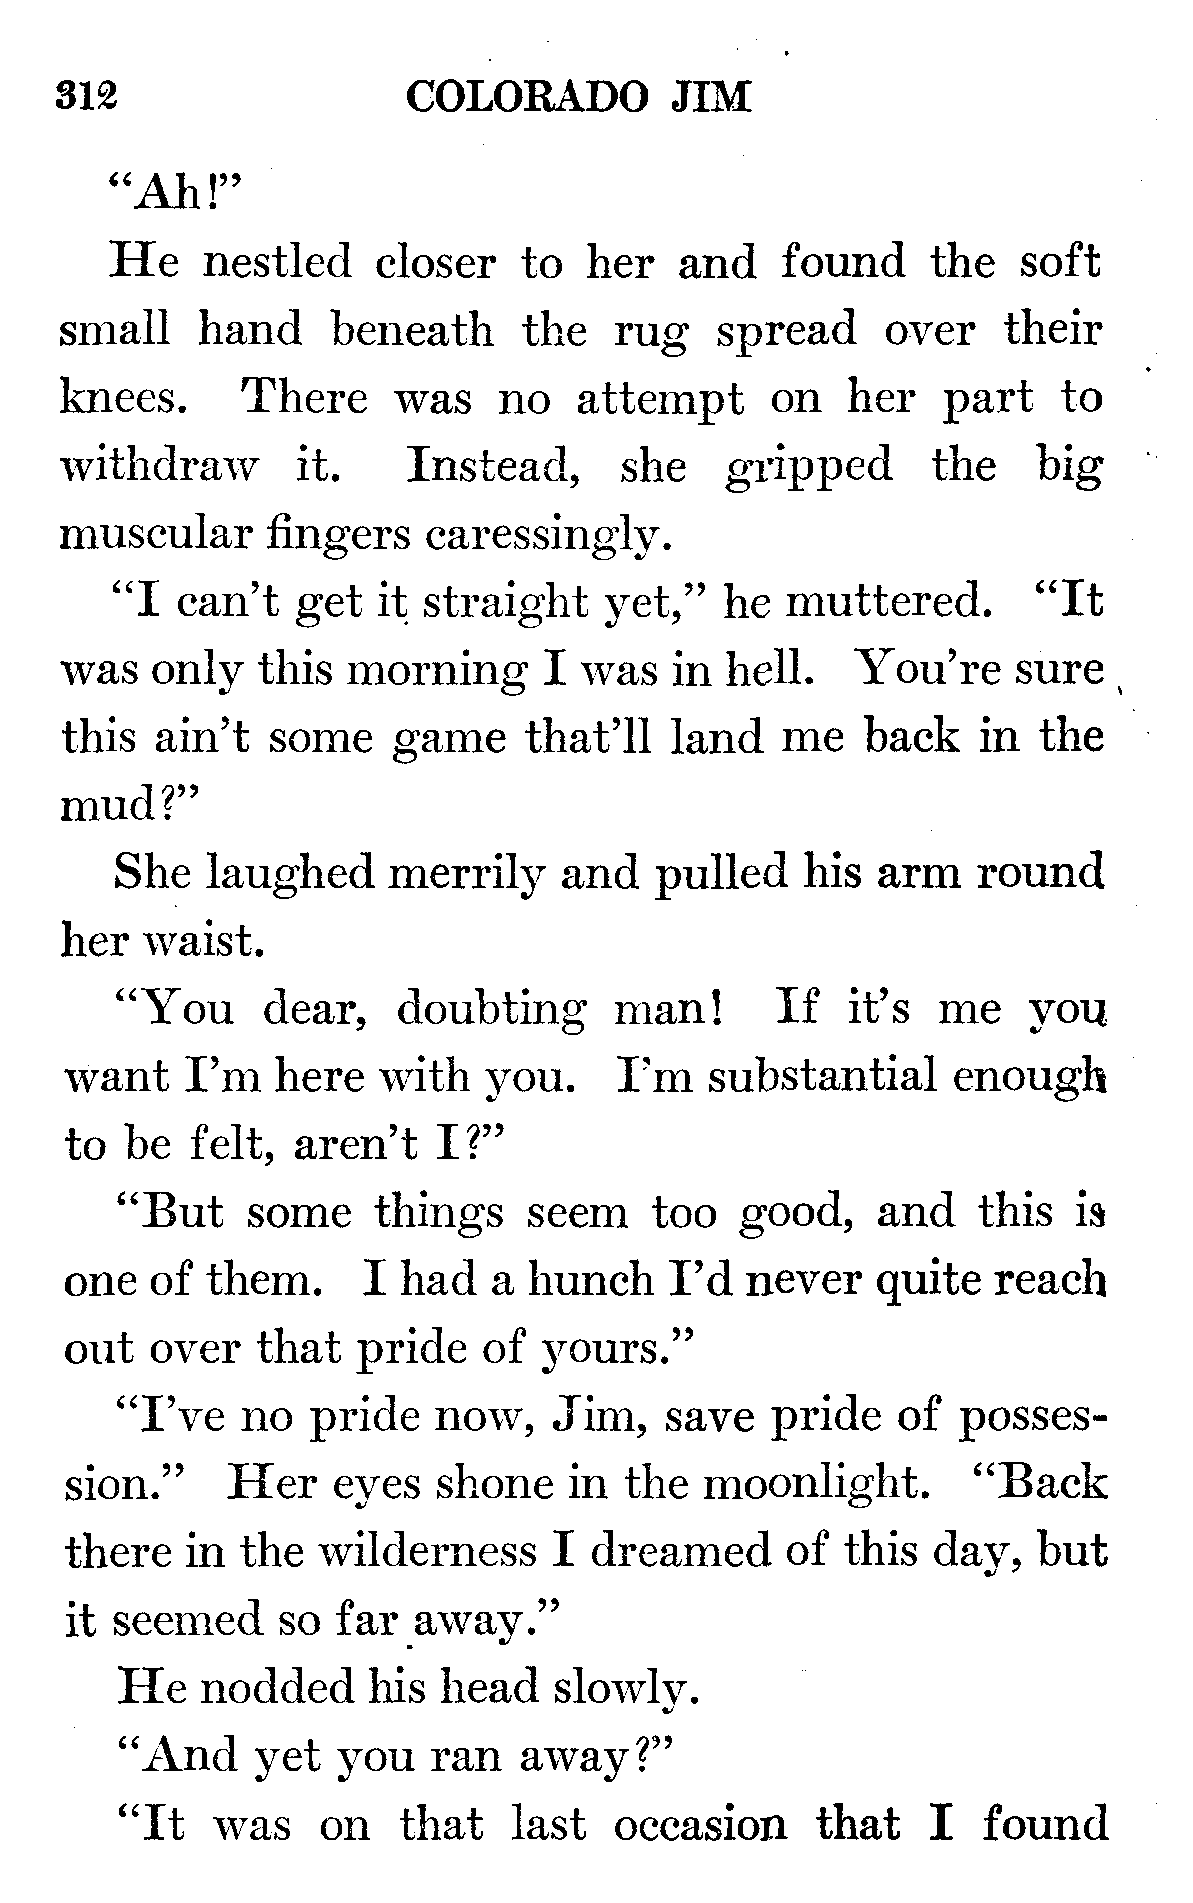 312 COLORADO JIM
"Ah!"
He nestled closer to her and found the soft
small hand beneath the rug spread over their
knees. There was no attempt on her part to
withdraw it. Instead, she gripped the big
muscular fingers caressingly.
"I can't get it straight yet," he muttered. "It
was only this morning I was in hell. You're sure
this ain't some game that'll land me back in the
mud?"
She laughed merrily and pulled his arm round
her waist.
"You dear, doubting man! If it's me you
want I'm here with you. I'm substantial enough
to be felt, aren't I?"
"But some things seem too good, and this is
one of them. I had a hunch I'd never quite reach
out over that pride of yours."
"I've no pride now, Jim, save pride of posses-
sion." Her eyes shone in the moonlight. "Back
there in the wilderness I dreamed of this day, but
it seemed so far away."
He nodded his head slowly.
"And yet you ran away?"
"It was on that last occasion that I found